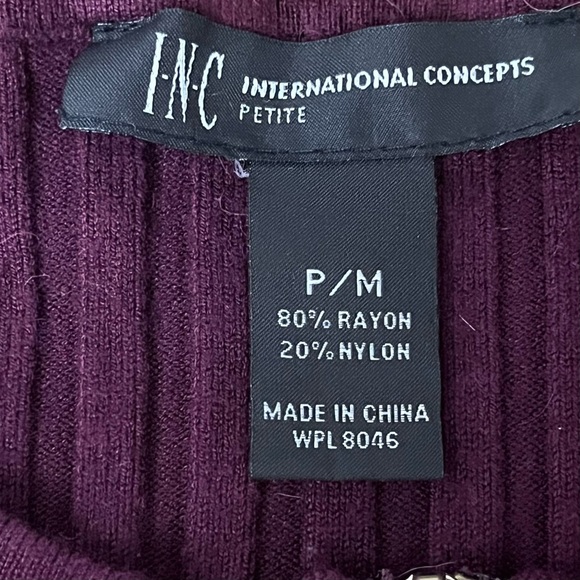 I·N·C INTERNATIONAL CONCEPTS
PETITE
P/M
80% RAYON
20% NYLON
MADE IN CHINA
WPL 8046